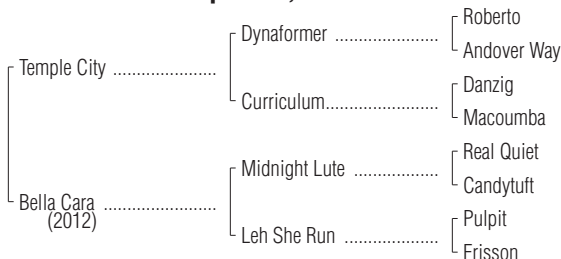 Roberto
Dynaformer ..................
Andover Way
Temple City ......................
Danzig
Curriculum........................
Macoumba
Real Quiet
Midnight Lute ..................
Candytuft
Bella Cara ........................
(2012)
Pulpit
Leh She Run ....................
Frisson